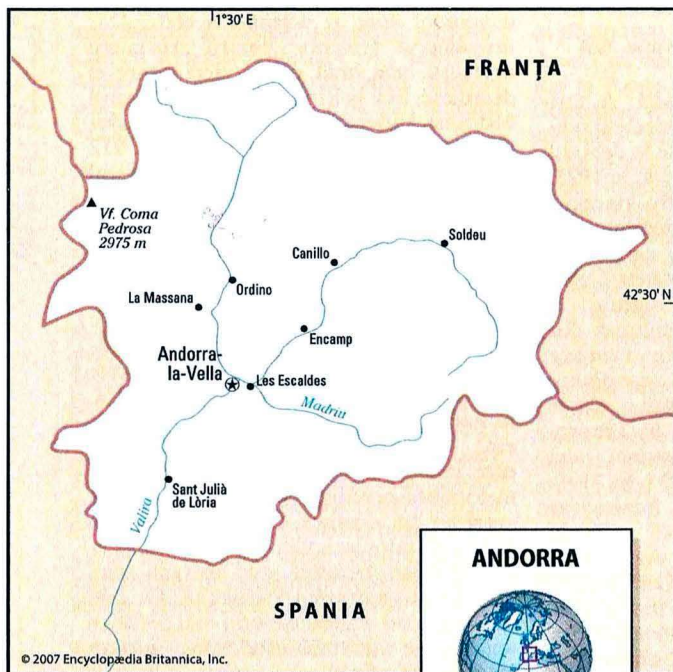 1°30' E
FRANŢA
Vf. Coma
Pedrosa
2975 m
Soldeu
Canillo
Ordino
La Massana
42°30' N
Encamp
Andorra-
la-Vella
Les Escaldes
Madriu
Sant Julià
de Lòria
Valira
ANDORRA
SPANIA
© 2007 Encyclopædia Britannica, Inc.